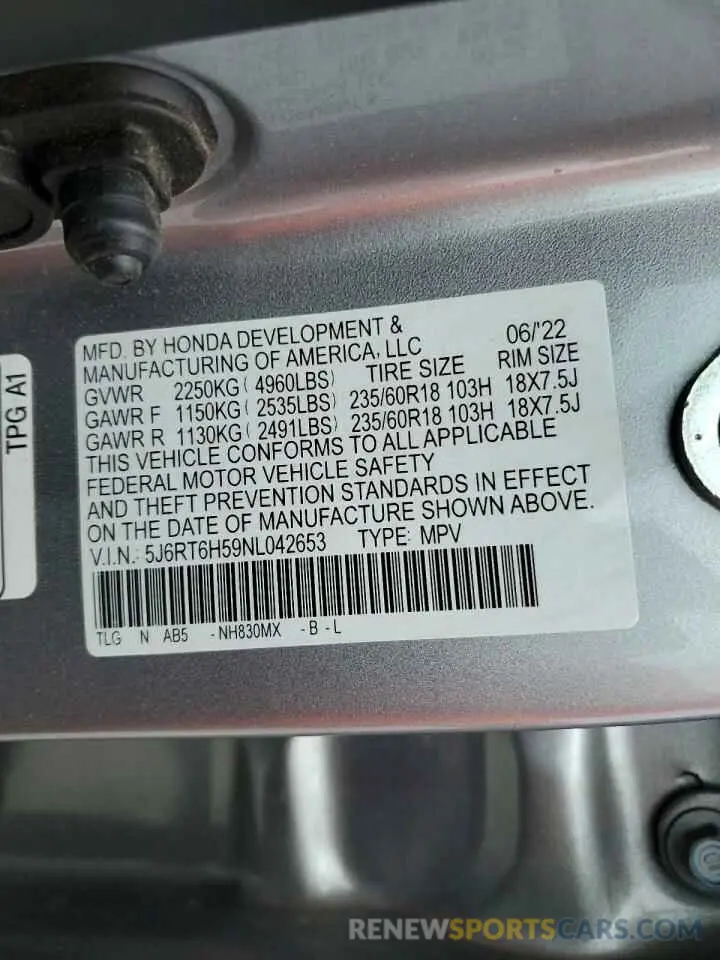 TPG A1
MFD. BY HONDA DEVELOPMENT & 06/'22
MANUFACTURING OF AMERICA, LLC
GVWR 2250KG ( 4960LBS) TIRE SIZE RIM SIZE
GAWR F 1150KG ( 2535LBS) 235/60R18 103H 18X7.5J
GAWR R 1130KG ( 2491LBS) 235/60R18 103H 18X7.5J
THIS VEHICLE CONFORMS TO ALL APPLICABLE
FEDERAL MOTOR VEHICLE SAFETY
AND THEFT PREVENTION STANDARDS IN EFFECT
ON THE DATE OF MANUFACTURE SHOWN ABOVE.
V.I.N.: 5J6RT6H59NL042653 TYPE: MPV
TLG N AB5 - NH830MX - B - L
RENEWSPORTSCARS.COM